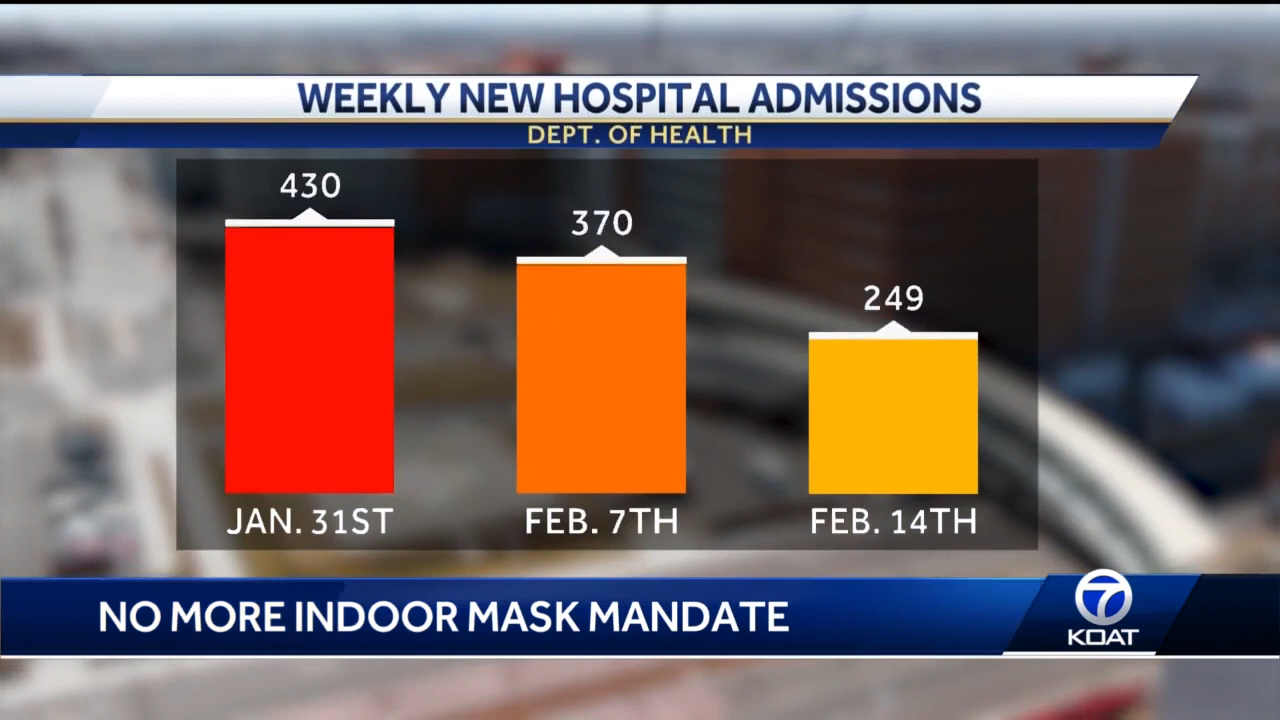 WEEKLY NEW HOSPITAL ADMISSIONS
DEPT. OF HEALTH
430
370
249
JAN. 31ST
FEB. 7TH
FEB. 14TH
NO MORE INDOOR MASK MANDATE
7
KOAT